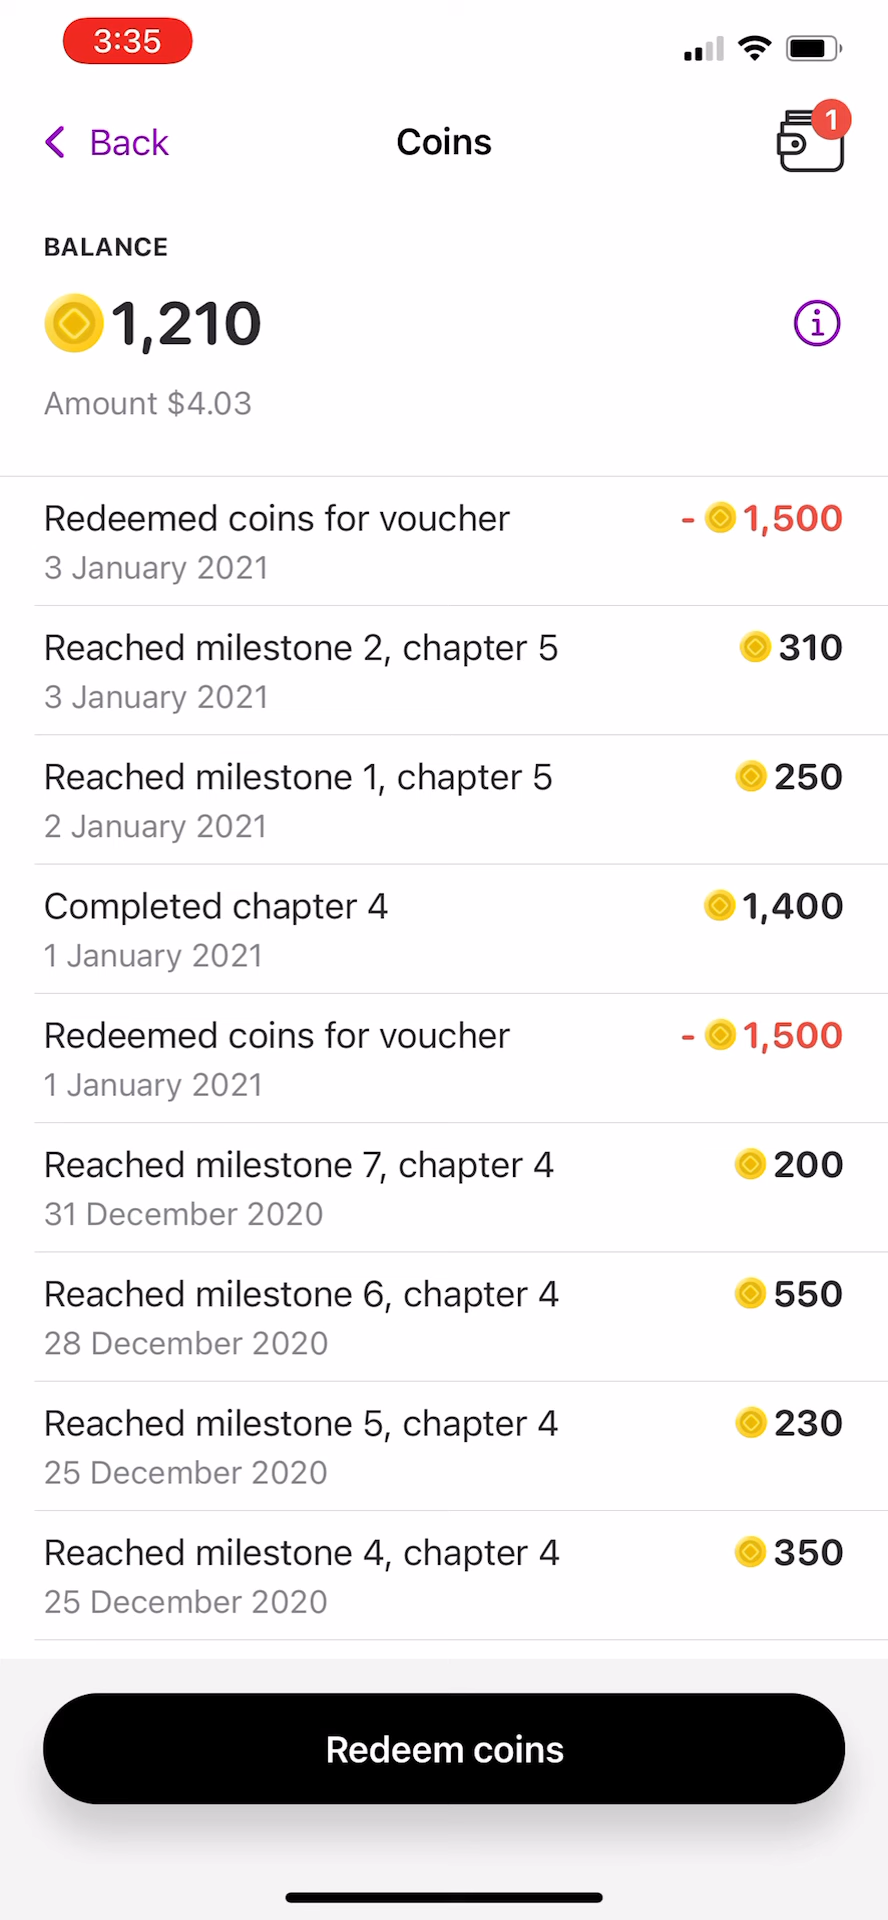 3:35
Back
Coins
1
BALANCE
1,210
Amount $4.03
Redeemed coins for voucher
- 1,500
3 January 2021
Reached milestone 2, chapter 5
310
3 January 2021
Reached milestone 1, chapter 5
250
2 January 2021
Completed chapter 4
1,400
1 January 2021
Redeemed coins for voucher
- 1,500
1 January 2021
Reached milestone 7, chapter 4
200
31 December 2020
Reached milestone 6, chapter 4
550
28 December 2020
Reached milestone 5, chapter 4
230
25 December 2020
Reached milestone 4, chapter 4
350
25 December 2020
Redeem coins